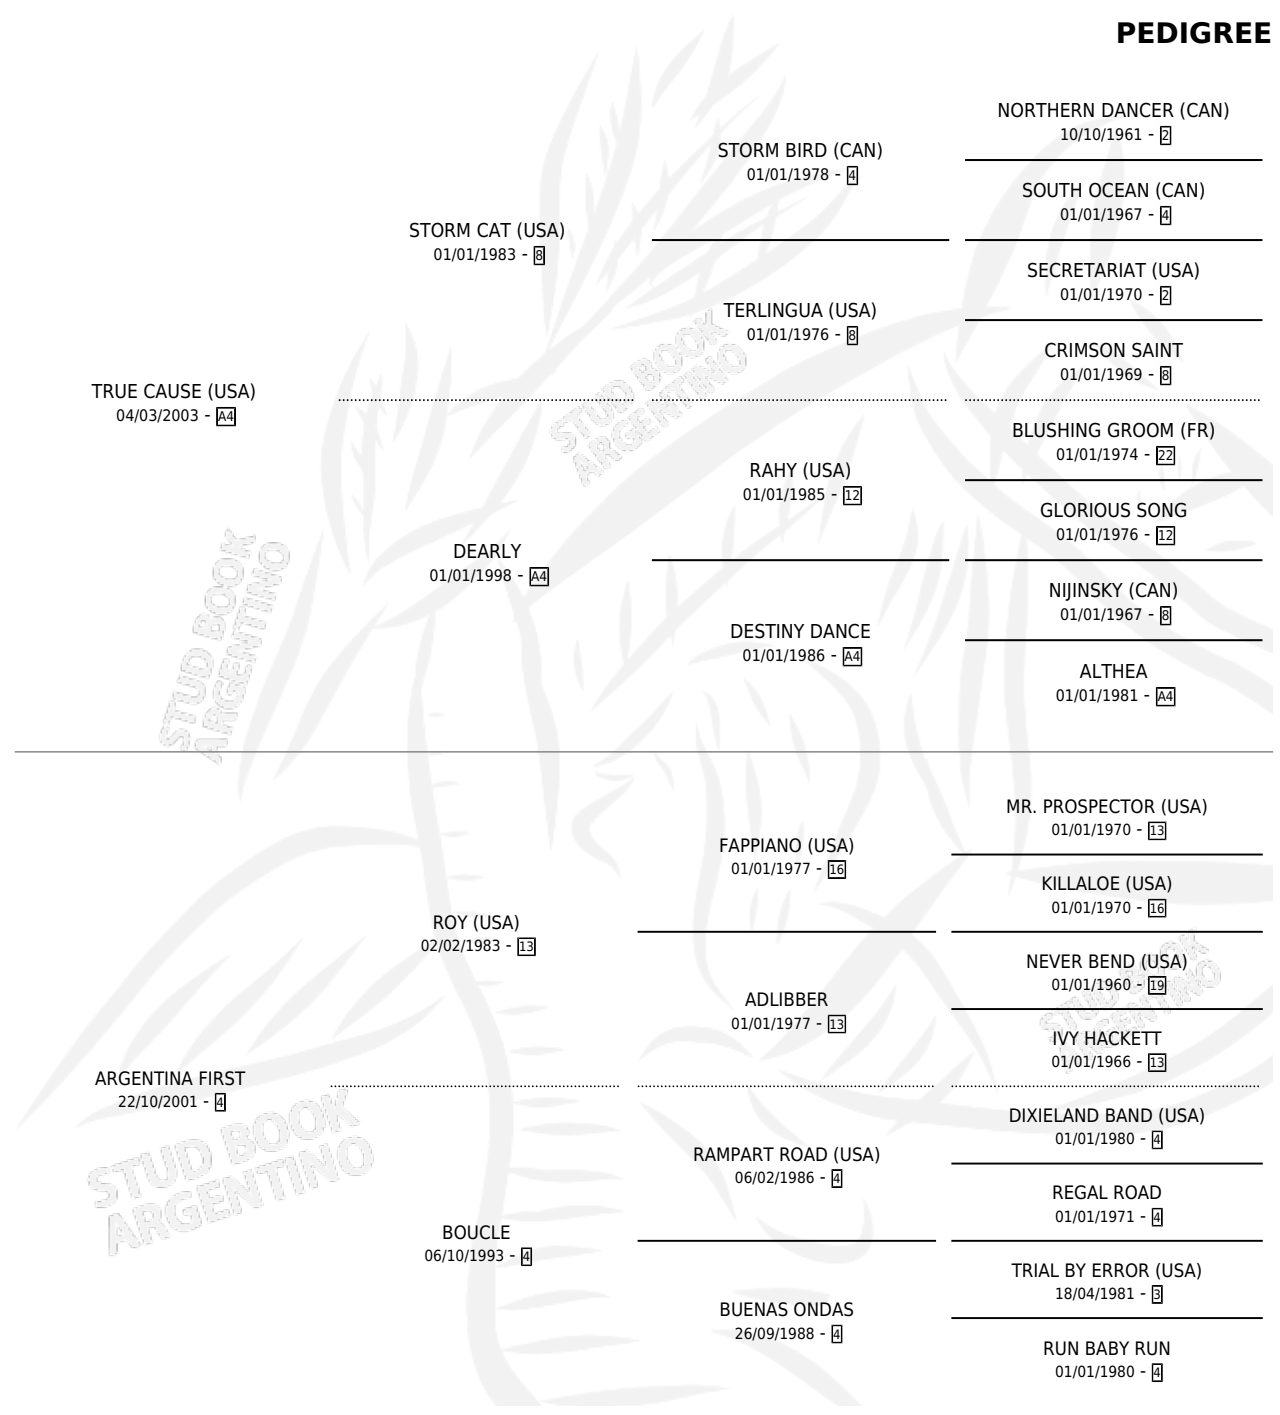 PEDIGREE
NORTHERN DANCER (CAN)
10/10/1961 - 2
STORM BIRD (CAN)
01/01/1978 - 4
SOUTH OCEAN (CAN)
01/01/1967 - 4
STORM CAT (USA)
01/01/1983 - 8
SECRETARIAT (USA)
01/01/1970 - 2
TERLINGUA (USA)
01/01/1976 - 8
CRIMSON SAINT
01/01/1969 - 8
TRUE CAUSE (USA)
04/03/2003 - A4
BLUSHING GROOM (FR)
01/01/1974 - 22
RAHY (USA)
01/01/1985 - 12
GLORIOUS SONG
01/01/1976 - 12
DEARLY
01/01/1998 - A4
NIJINSKY (CAN)
01/01/1967 - 8
DESTINY DANCE
01/01/1986 - A4
ALTHEA
01/01/1981 - A4
MR. PROSPECTOR (USA)
01/01/1970 - 13
FAPPIANO (USA)
01/01/1977 - 16
KILLALOE (USA)
01/01/1970 - 16
ROY (USA)
02/02/1983 - 13
NEVER BEND (USA)
01/01/1960 - 19
ADLIBBER
01/01/1977 - 13
IVY HACKETT
01/01/1966 - 13
ARGENTINA FIRST
22/10/2001 - 4
DIXIELAND BAND (USA)
01/01/1980 - 4
RAMPART ROAD (USA)
06/02/1986 - 4
REGAL ROAD
01/01/1971 - 4
BOUCLE
06/10/1993 - 4
TRIAL BY ERROR (USA)
18/04/1981 - 3
BUENAS ONDAS
26/09/1988 - 4
RUN BABY RUN
01/01/1980 - 4
STUD BOOK
ARGENTINO
STUD BOOK
ARGENTINO
STUD BOOK
ARGENTINO
STUD BOOK
ARGENTINO